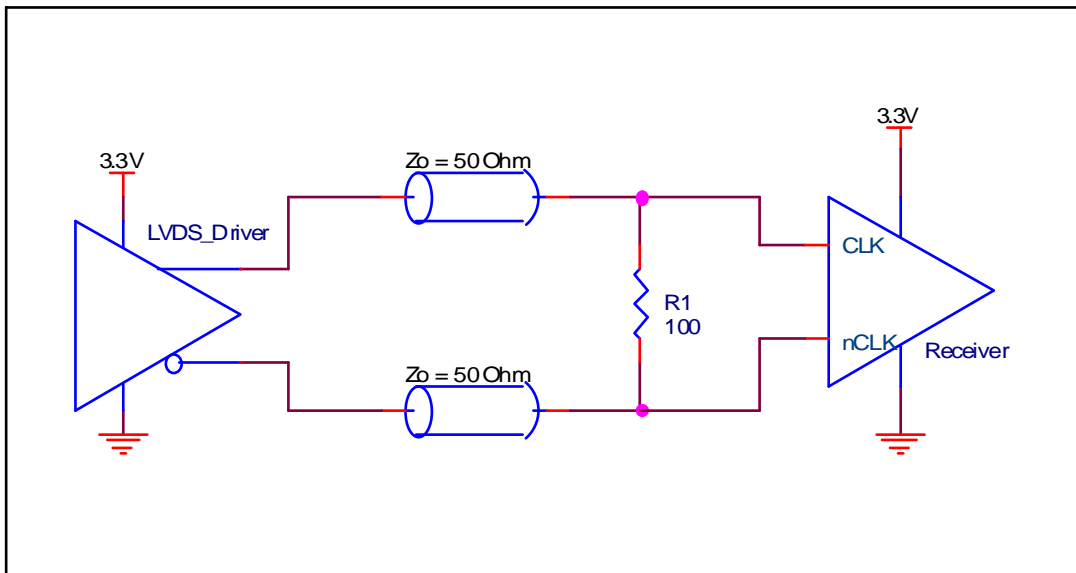 3.3V
Zo = 50 Ohm
3.3V
LVDS_Driver
CLK
R1
100
nCLK
Receiver
Zo = 50 Ohm